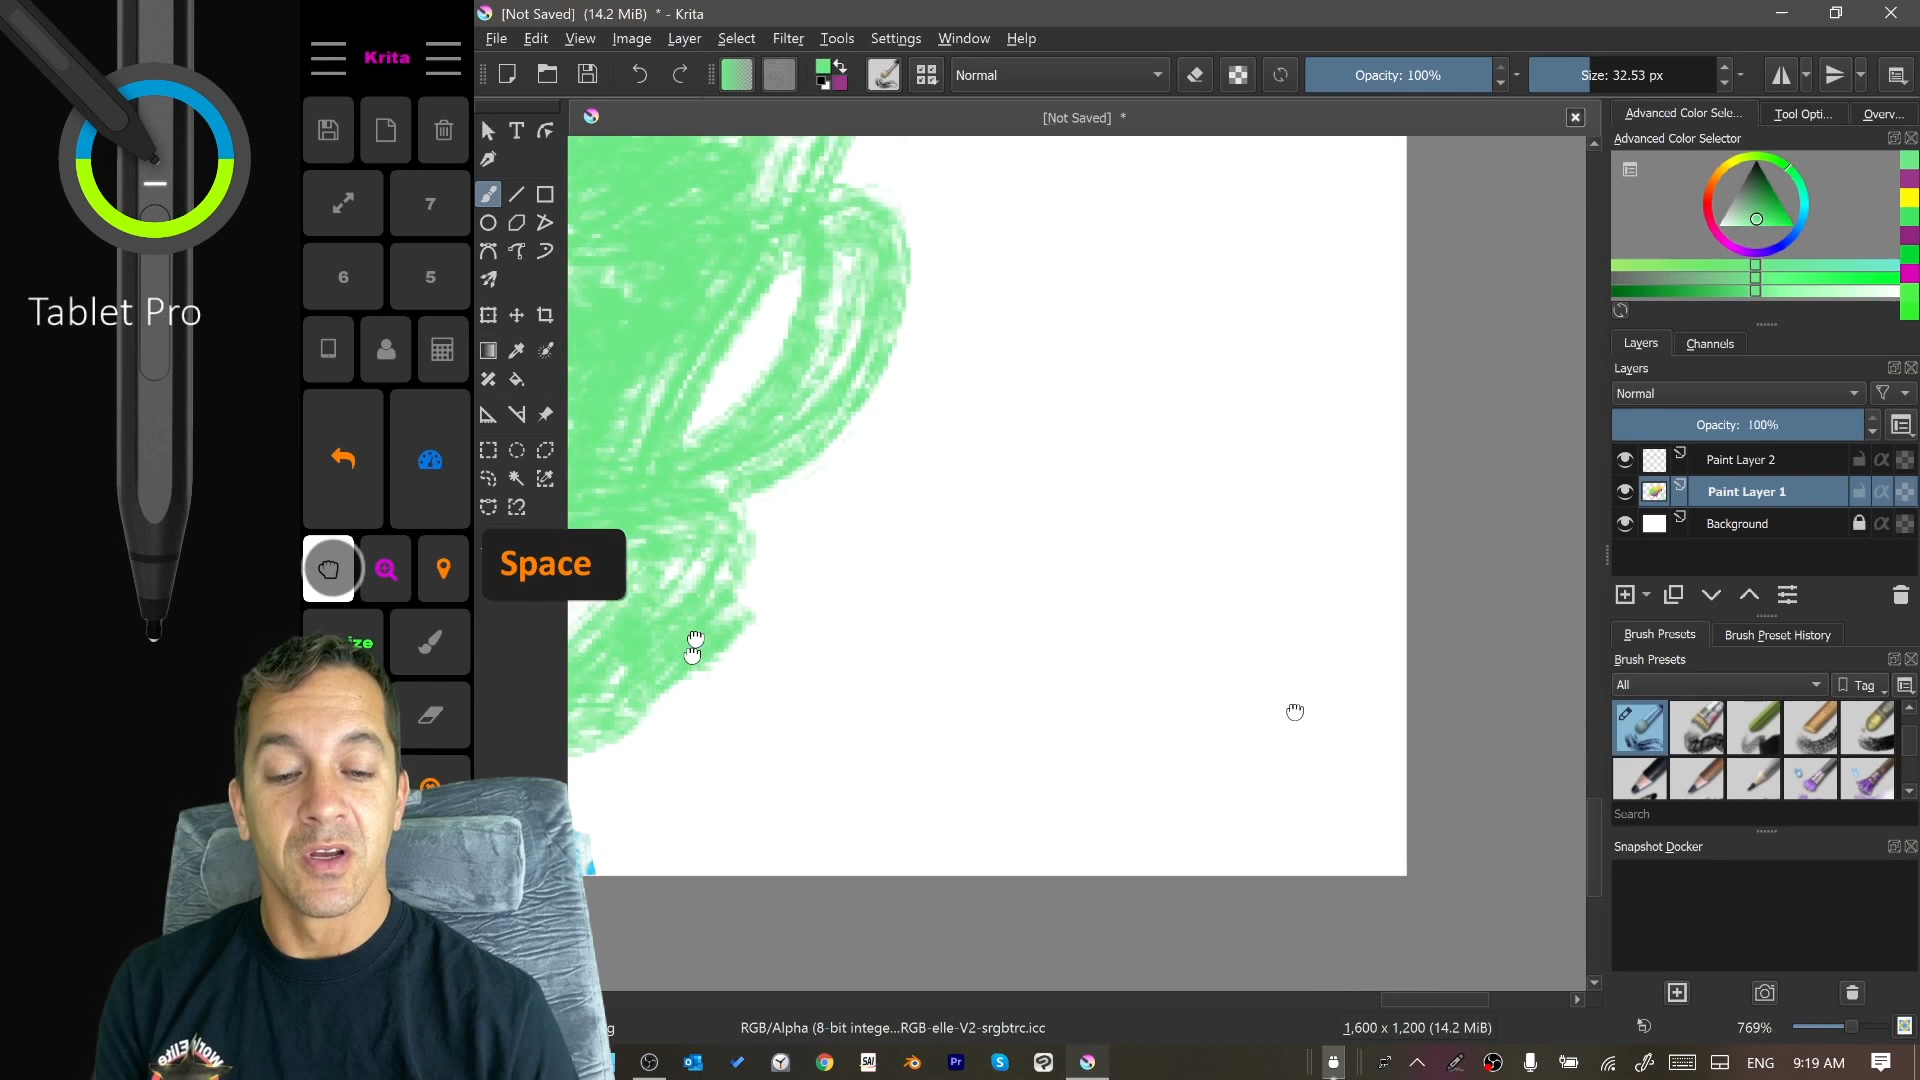 [Not Saved]  (14.2 MiB)  * - Krita
Krita
File Edit View Image Layer Select Filter Tools Settings Window Help
Normal
Opacity: 100%
Size: 32.53 px
[Not Saved]  *
Advanced Color Sele...
Tool Opti...
Overv...
Advanced Color Selector
7
6
5
Tablet Pro
Layers
Channels
Layers
Normal
Opacity:  100%
Paint Layer 2
Paint Layer 1
Background
Space
ze
Brush Presets
Brush Preset History
Brush Presets
All
Tag
Search
Snapshot Docker
g
RGB/Alpha (8-bit intege...RGB-elle-V2-srgbtrc.icc
1,600 x 1,200 (14.2 MiB)
769%
SAI
Pr
ENG
9:19 AM
WorkElite